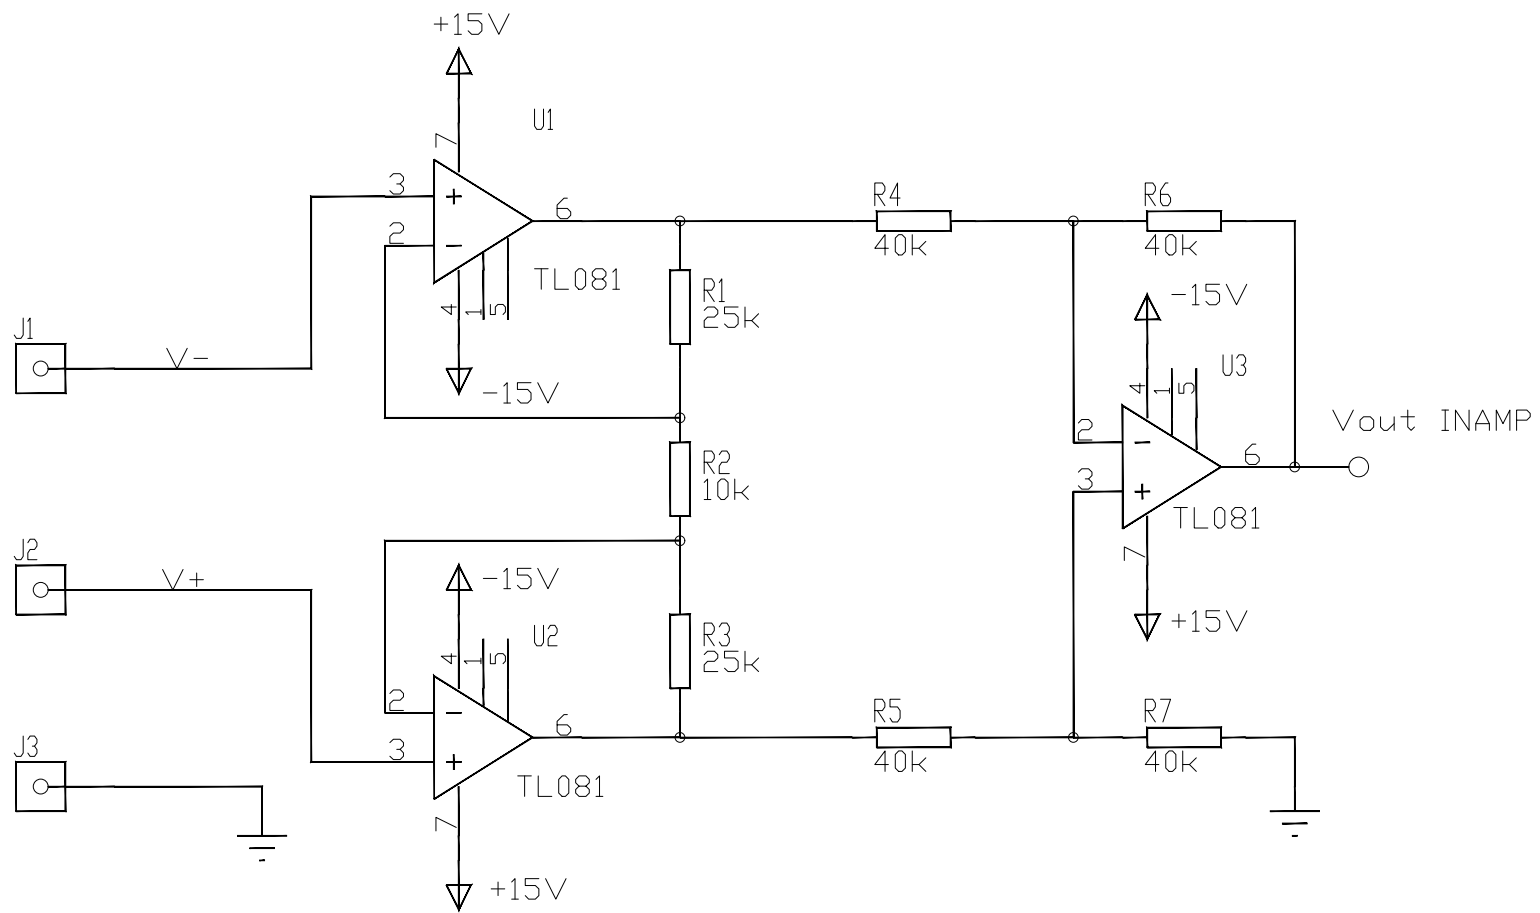 +15V
U1
7
3
+
2
-
6
TL081
4
1
5
-15V
R4
40k
R6
40k
R1
25k
J1
V-
-15V
U3
4
1
5
2
-
3
+
6
TL081
7
+15V
Vout INAMP
R2
10k
J2
V+
-15V
U2
4
1
5
2
-
3
+
6
TL081
7
+15V
R3
25k
R5
40k
R7
40k
J3